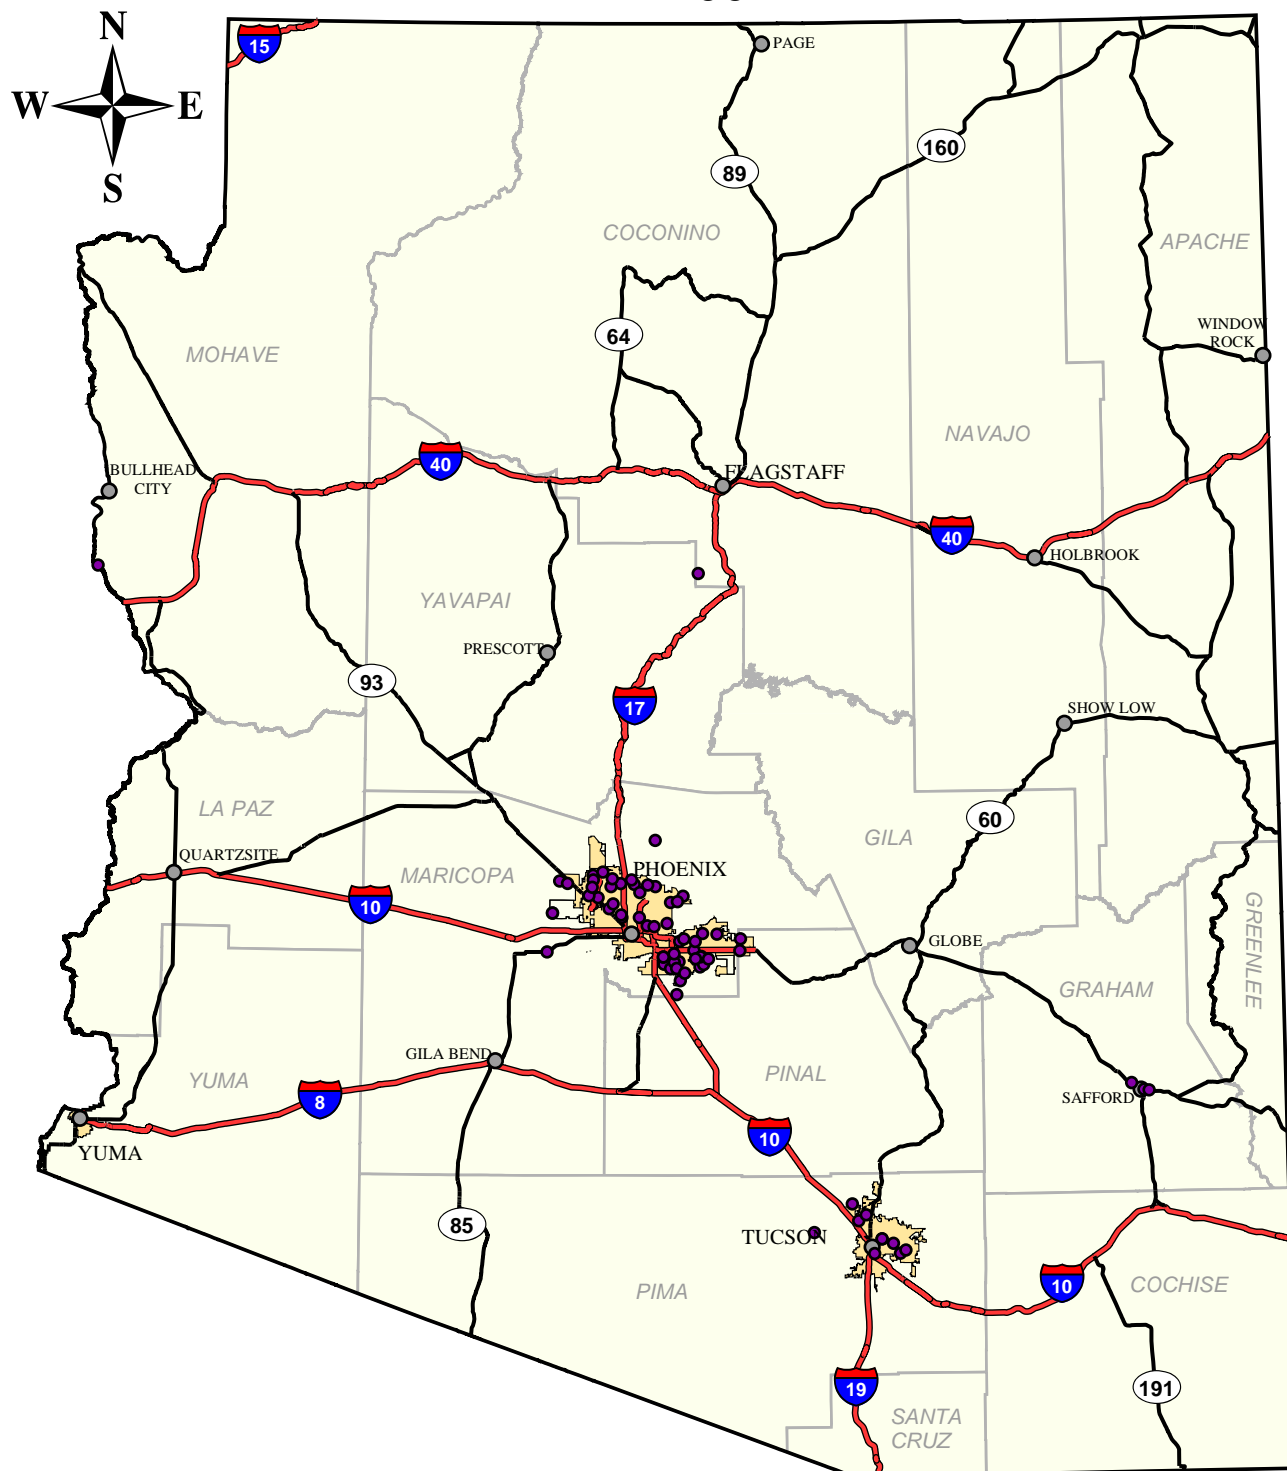 N
15
PAGE
W
E
160
89
S
COCONINO
APACHE
WINDOW
ROCK
64
MOHAVE
NAVAJO
40
BULLHEAD
CITY
FLAGSTAFF
40
HOLBROOK
YAVAPAI
PRESCOTT
93
17
SHOW LOW
LA PAZ
60
GILA
QUARTZSITE
PHOENIX
MARICOPA
10
GREENLEE
GLOBE
GRAHAM
GILA BEND
YUMA
PINAL
8
SAFFORD
10
YUMA
85
TUCSON
PIMA
10
COCHISE
19
191
SANTA
CRUZ